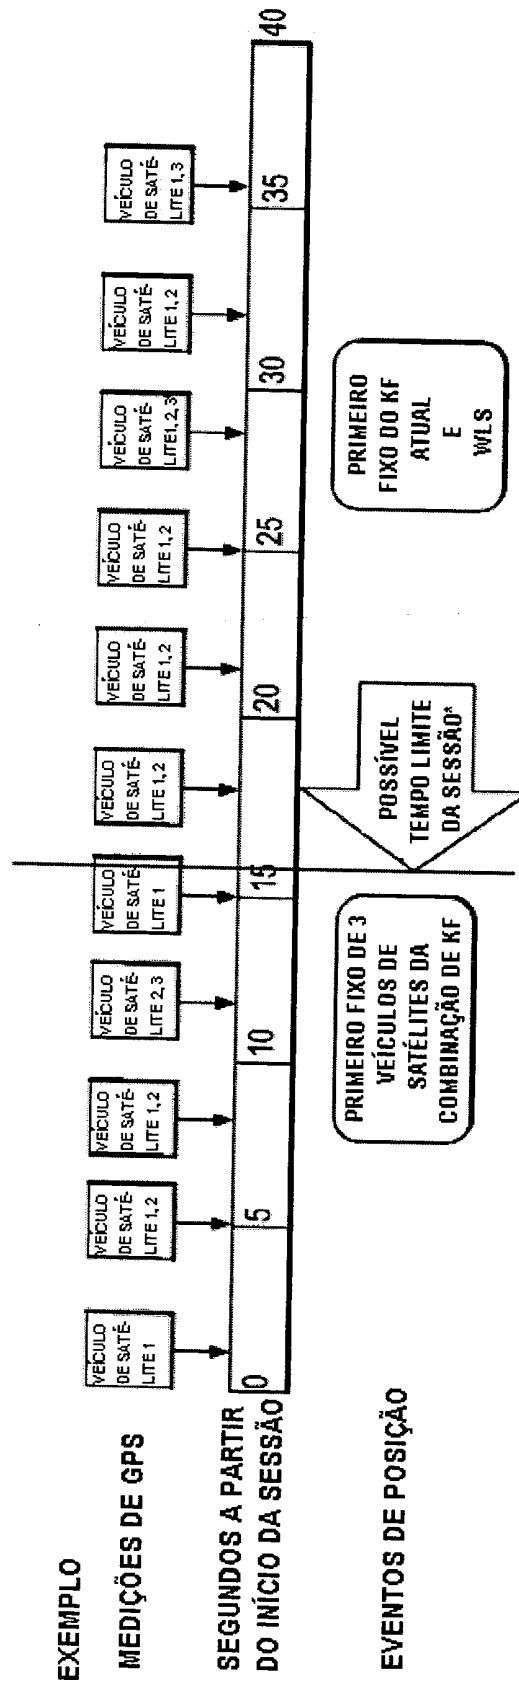 EXEMPLO
MEDIÇÕES DE GPS
VEÍCULO
DE SATÉ-
LITE 1
VEÍCULO
DE SATÉ-
LITE 1, 2
VEÍCULO
DE SATÉ-
LITE 1, 2
VEÍCULO
DE SATÉ-
LITE 2, 3
VEÍCULO
DE SATÉ-
LITE 1
VEÍCULO
DE SATÉ-
LITE 1, 2
VEÍCULO
DE SATÉ-
LITE 1, 2
VEÍCULO
DE SATÉ-
LITE 1, 2
VEÍCULO
DE SATÉ-
LITE 1, 2, 3
VEÍCULO
DE SATÉ-
LITE 1, 2
VEÍCULO
DE SATÉ-
LITE 1, 3
SEGUNDOS A PARTIR
DO INÍCIO DA SESSÃO
0 5 10 15 20 25 30 35 40
EVENTOS DE POSIÇÃO
PRIMEIRO FIXO DE 3
VEÍCULOS DE
SATÉLITES DA
COMBINAÇÃO DE KF
POSSÍVEL
TEMPO LIMITE
DA SESSÃO*
PRIMEIRO
FIXO DO KF
ATUAL
E
WLS